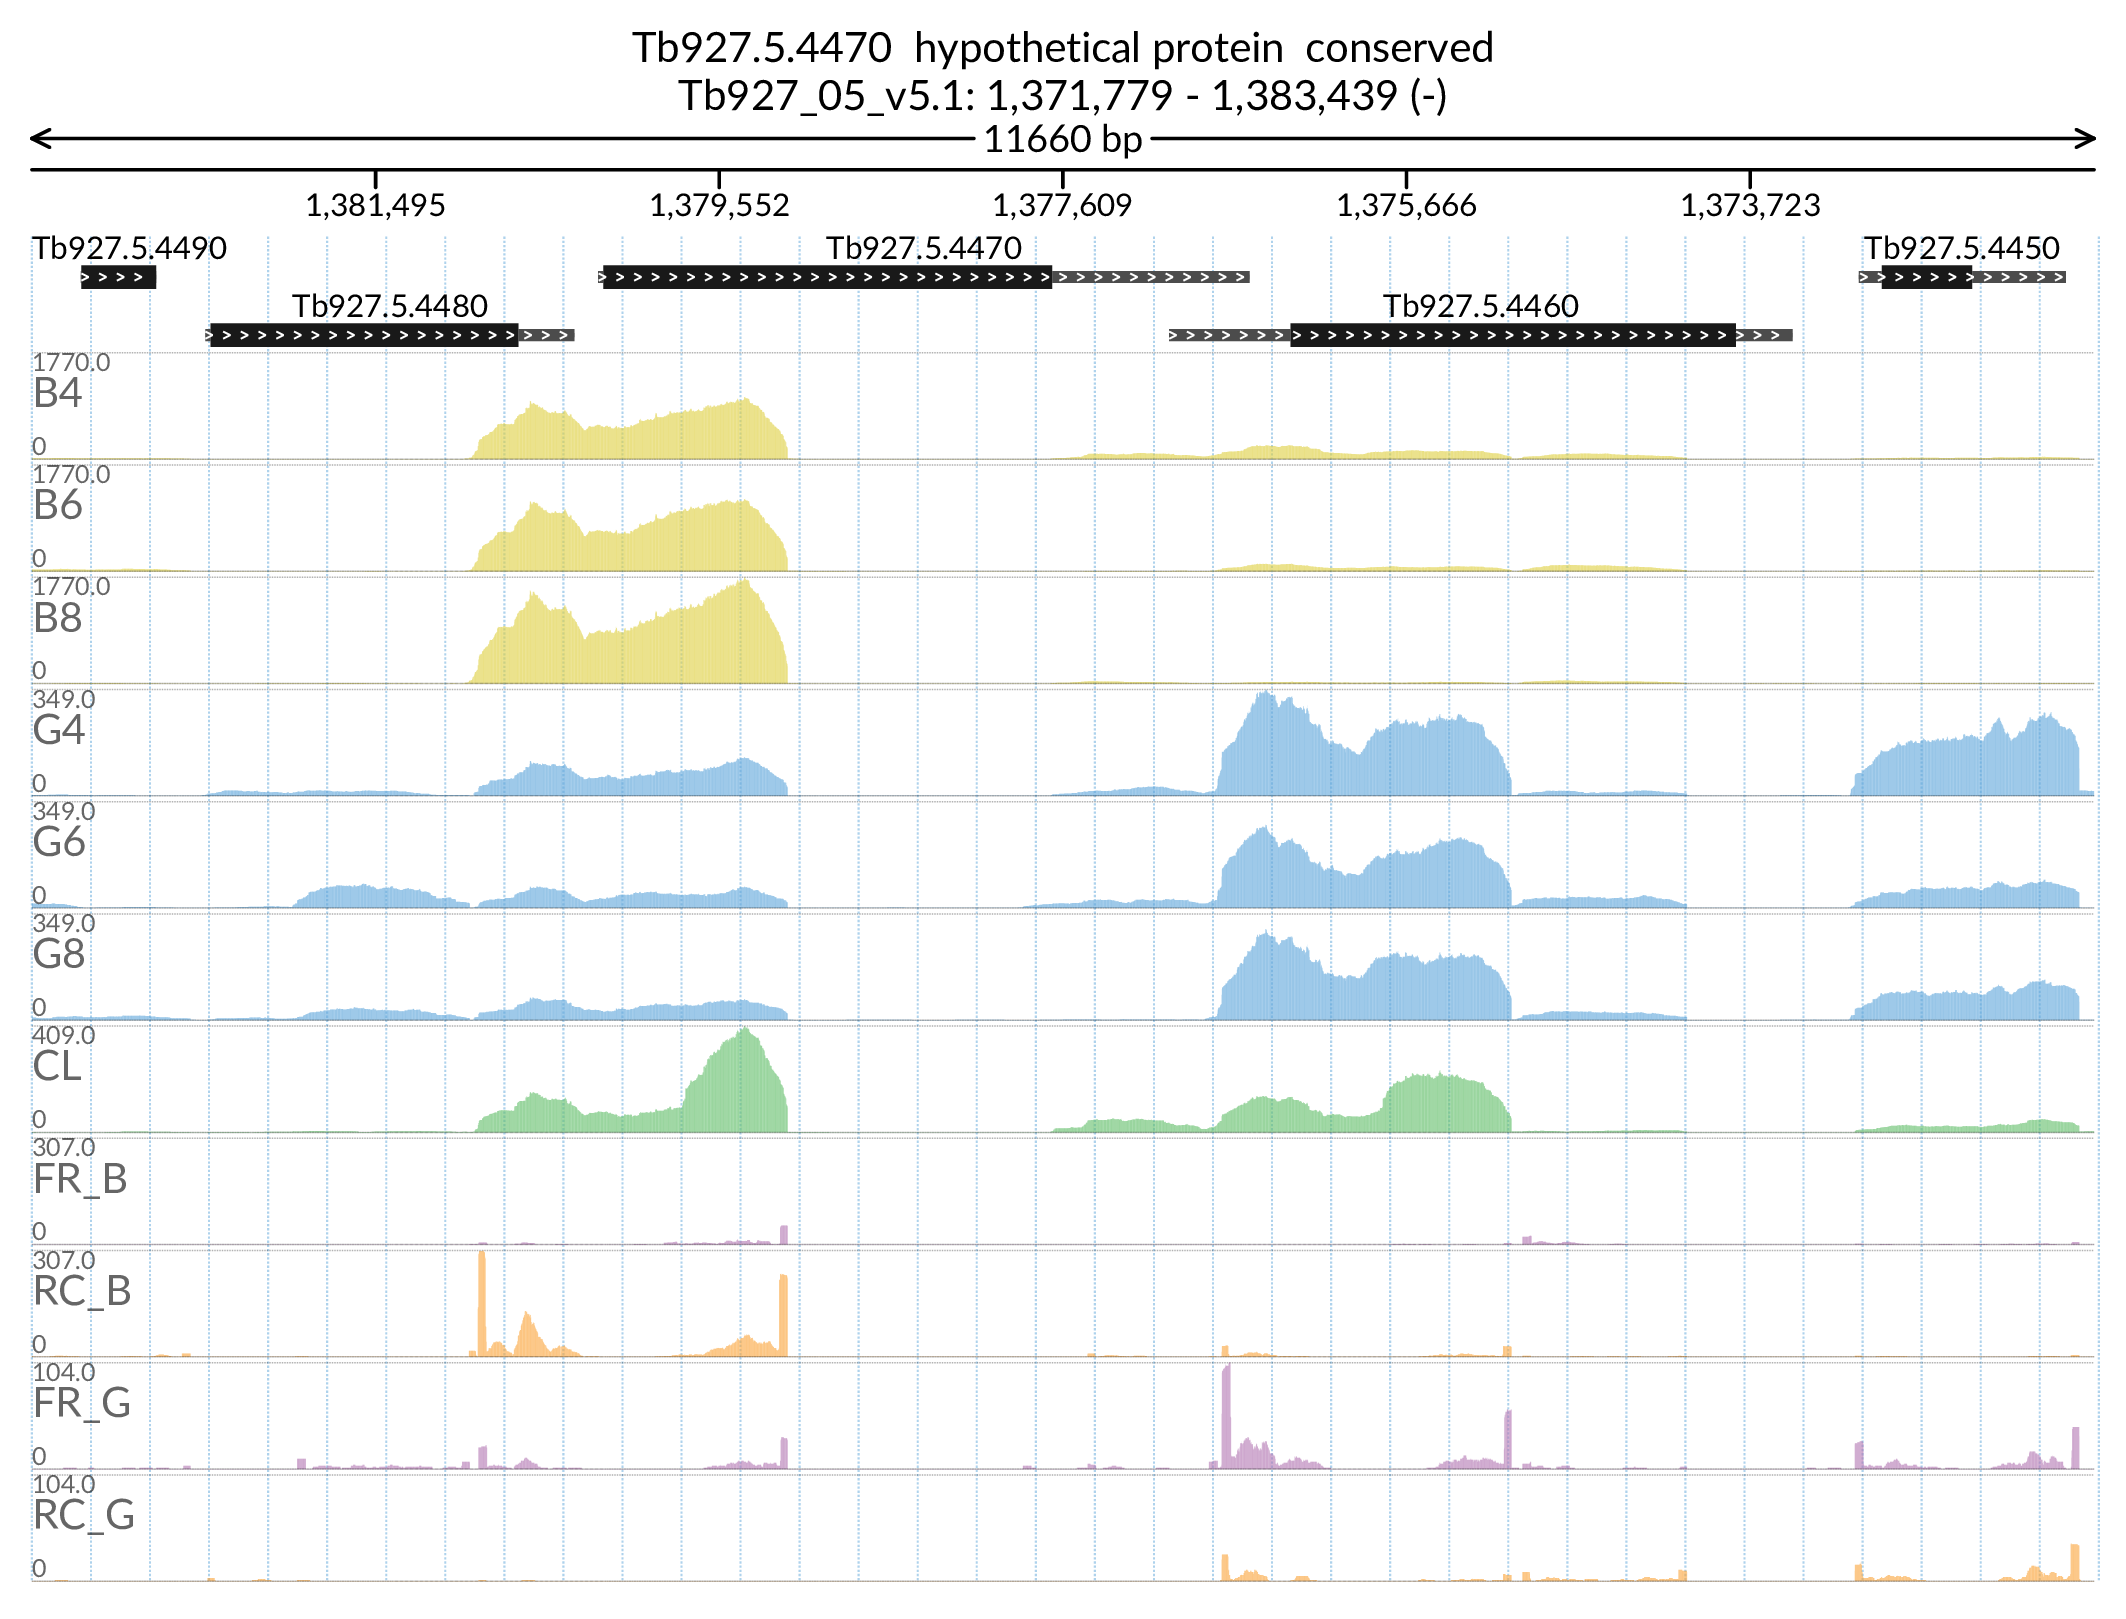 Tb927.5.4470  hypothetical protein  conserved
Tb927_05_v5.1: 1,371,779 - 1,383,439 (-)
11660 bp
1,381,495 1,379,552 1,377,609 1,375,666 1,373,723
Tb927.5.4490 Tb927.5.4470 Tb927.5.4450
Tb927.5.4480 Tb927.5.4460
1770.0
B4
0
1770.0
B6
0
1770.0
B8
0
349.0
G4
0
349.0
G6
0
349.0
G8
0
409.0
CL
0
307.0
FR_B
0
307.0
RC_B
0
104.0
FR_G
0
104.0
RC_G
0